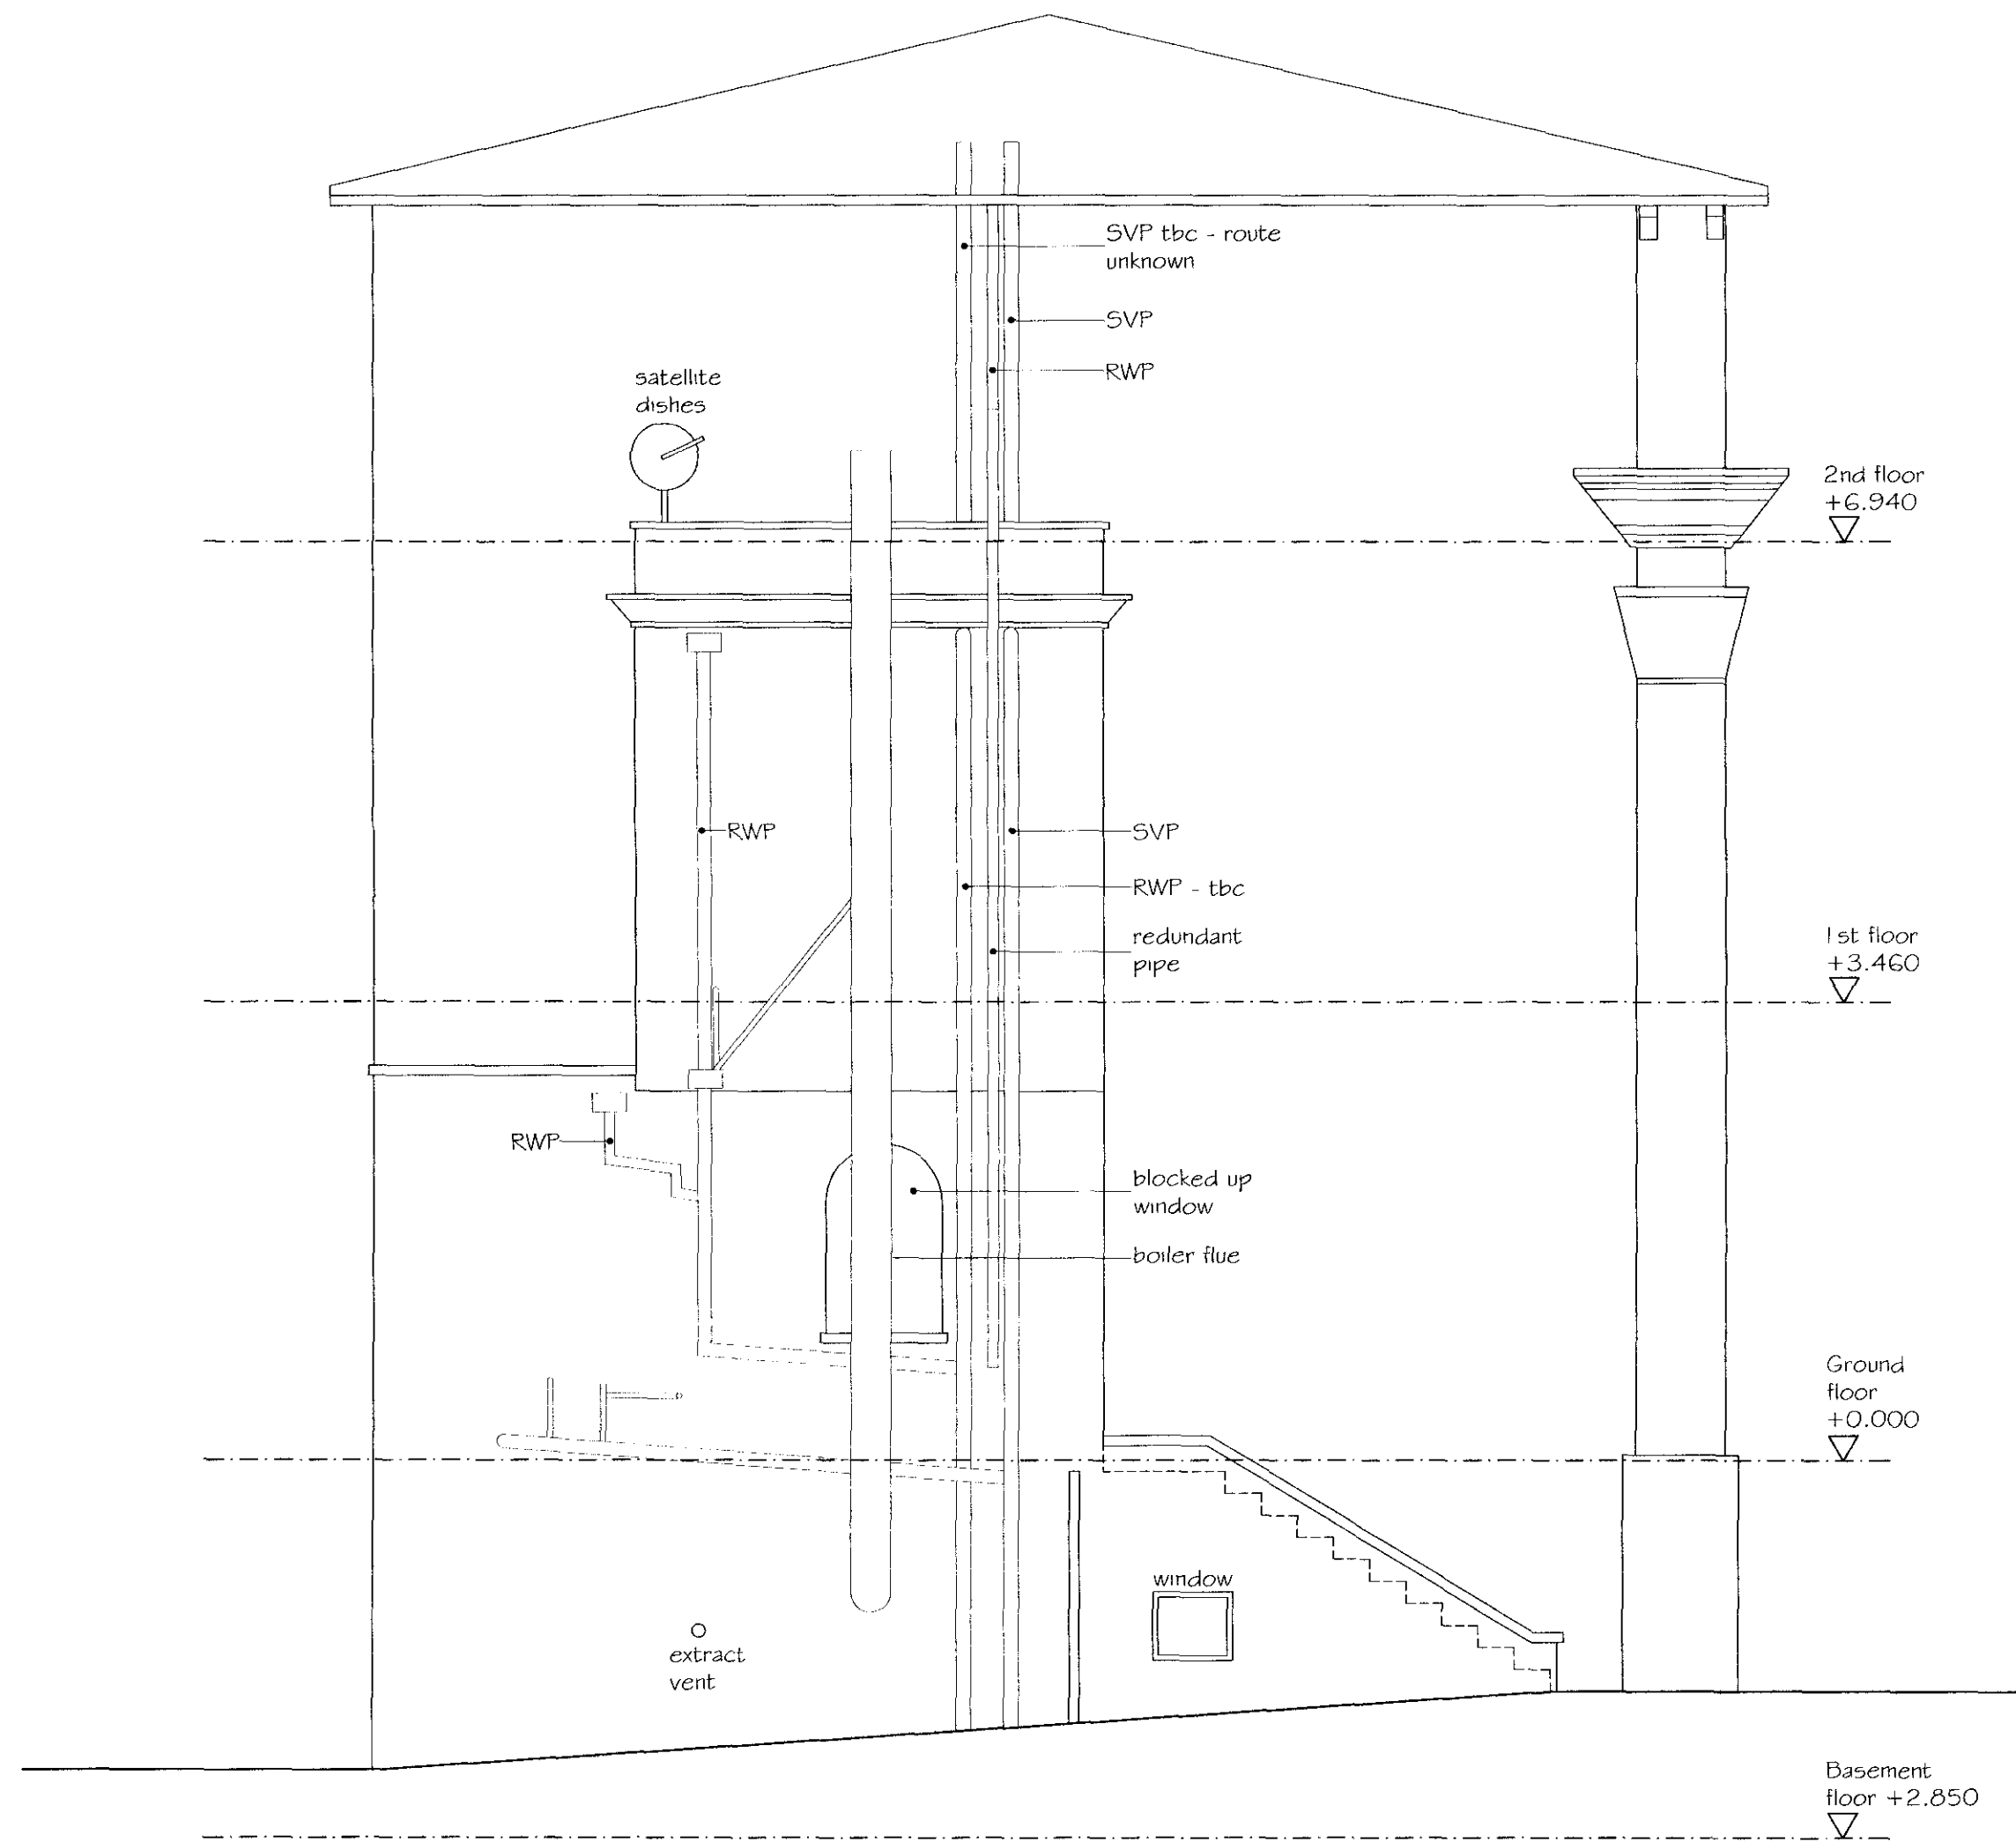 SVP tbc - route
unknown
SVP
RWP
satellite
dishes
2nd floor
+6.940
RWP
SVP
RWP - tbc
redundant
pipe
1st floor
+3.460
RWP
blocked up
window
boiler flue
Ground
floor
+0.000
window
extract
vent
Basement
floor +2.850